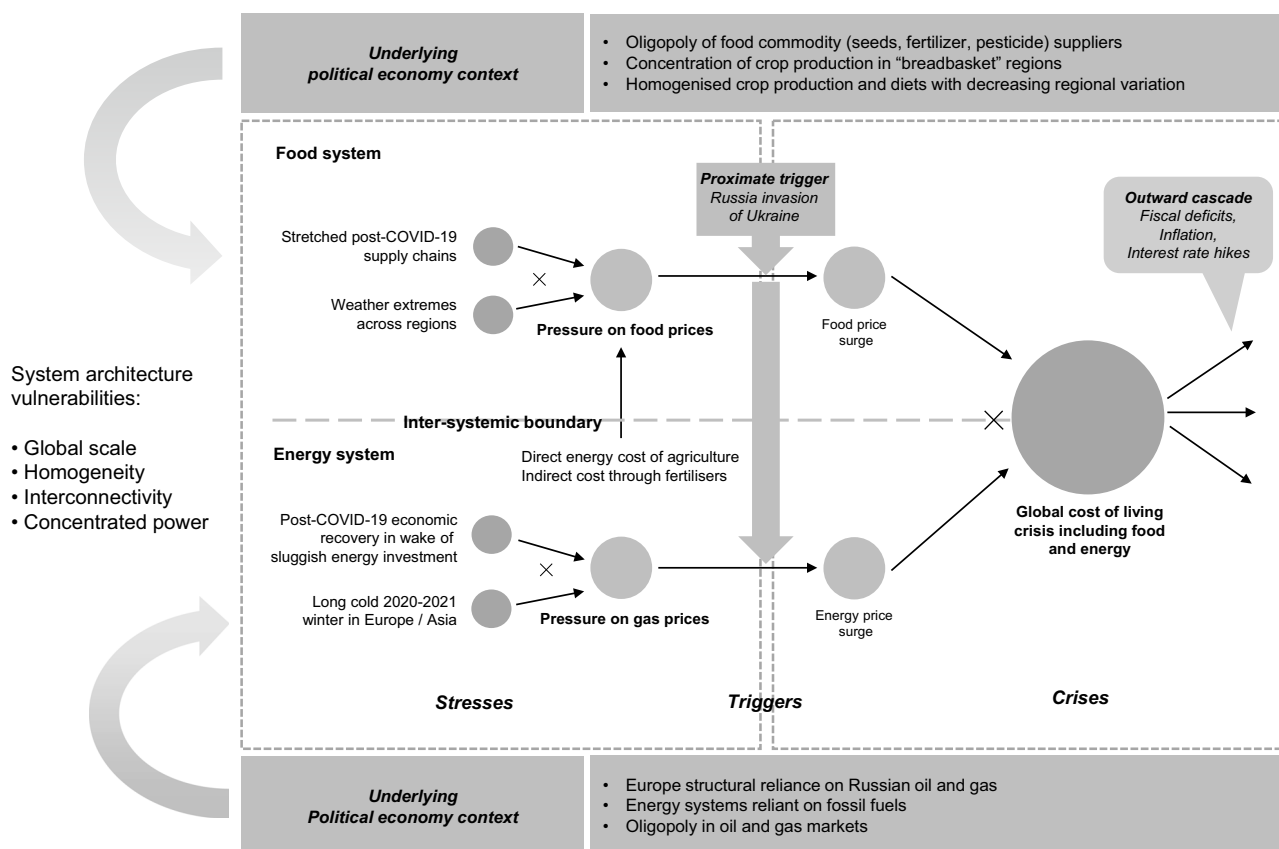 Underlying
political economy context
• Oligopoly of food commodity (seeds, fertilizer, pesticide) suppliers
• Concentration of crop production in “breadbasket” regions
• Homogenised crop production and diets with decreasing regional variation
Food system
Proximate trigger
Russia invasion
of Ukraine
Outward cascade
Fiscal deficits,
Inflation,
Interest rate hikes
Stretched post-COVID-19
supply chains
Weather extremes
across regions
Pressure on food prices
Food price
surge
System architecture
vulnerabilities:
• Global scale
• Homogeneity
• Interconnectivity
• Concentrated power
Inter-systemic boundary
Energy system
Direct energy cost of agriculture
Indirect cost through fertilisers
Post-COVID-19 economic
recovery in wake of
sluggish energy investment
Long cold 2020-2021
winter in Europe / Asia
Pressure on gas prices
Energy price
surge
Global cost of living
crisis including food
and energy
Stresses
Triggers
Crises
Underlying
Political economy context
• Europe structural reliance on Russian oil and gas
• Energy systems reliant on fossil fuels
• Oligopoly in oil and gas markets